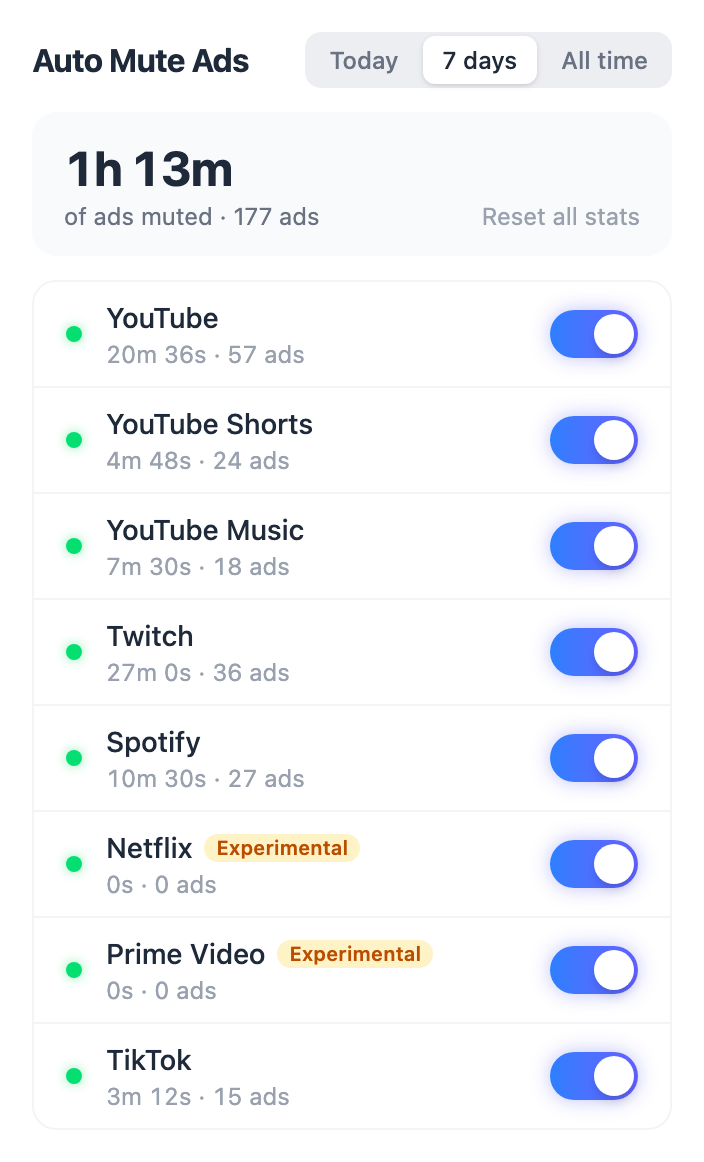 Auto Mute Ads
Today
7 days
All time
1h 13m
of ads muted · 177 ads
Reset all stats
YouTube
20m 36s · 57 ads
YouTube Shorts
4m 48s · 24 ads
YouTube Music
7m 30s · 18 ads
Twitch
27m 0s · 36 ads
Spotify
10m 30s · 27 ads
Netflix Experimental
0s · 0 ads
Prime Video Experimental
0s · 0 ads
TikTok
3m 12s · 15 ads